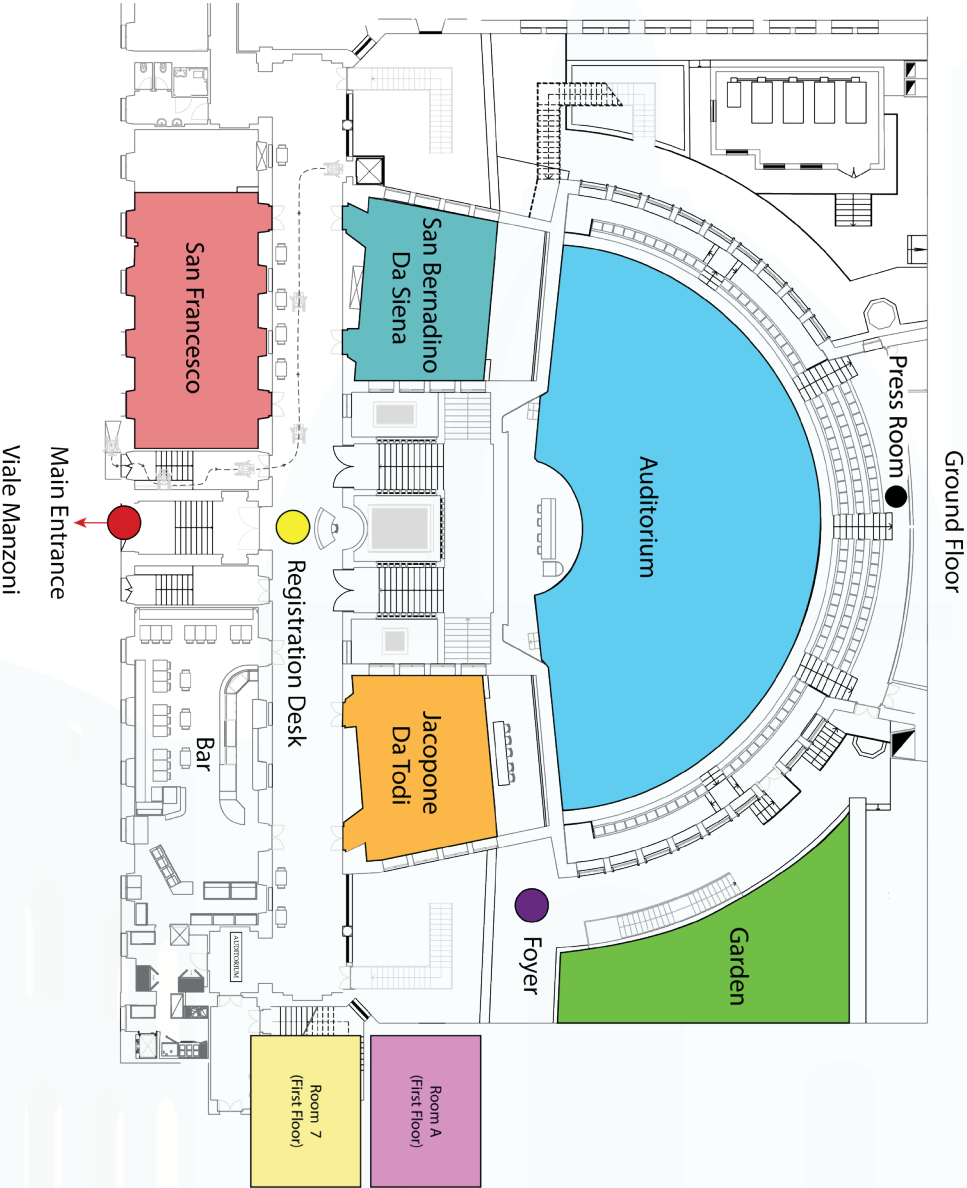 Ground Floor
Press Room
Auditorium
San Bernadino
Da Siena
San Francesco
Main Entrance
Viale Manzoni
Registration Desk
Jacopone
Da Todi
Bar
Foyer
Garden
AUDITORIUM
Room A
(First Floor)
Room 7
(First Floor)